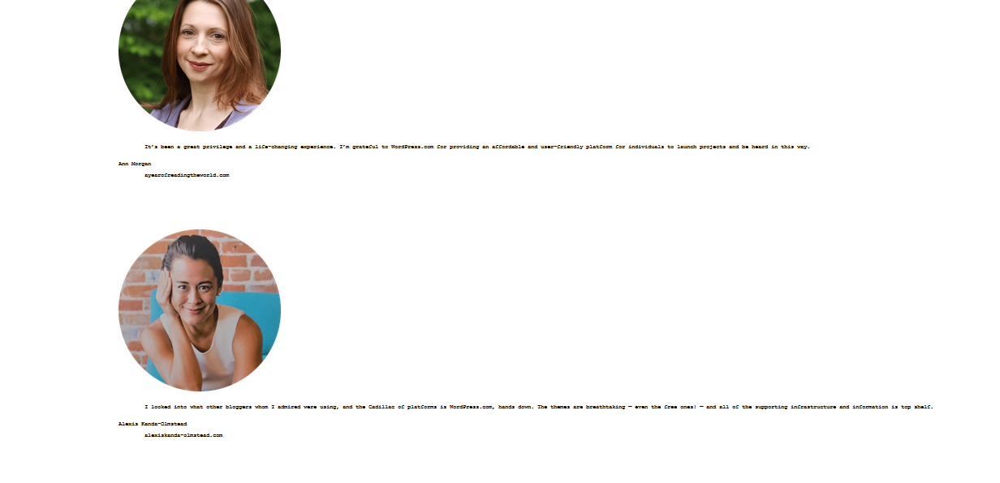 It's been a great privilege and a life-changing experience. I'm grateful to WordPress.com for providing an affordable and user-friendly platform for individuals to launch projects and be heard in this way.
Ann Morgan
ayearofreadingtheworld.com
I looked into what other bloggers whom I admired were using, and the Cadillac of platforms is WordPress.com, hands down. The themes are breathtaking — even the free ones! — and all of the supporting infrastructure and information is top shelf.
Alexis Kanda-Olmstead
alexiskanda-olmstead.com